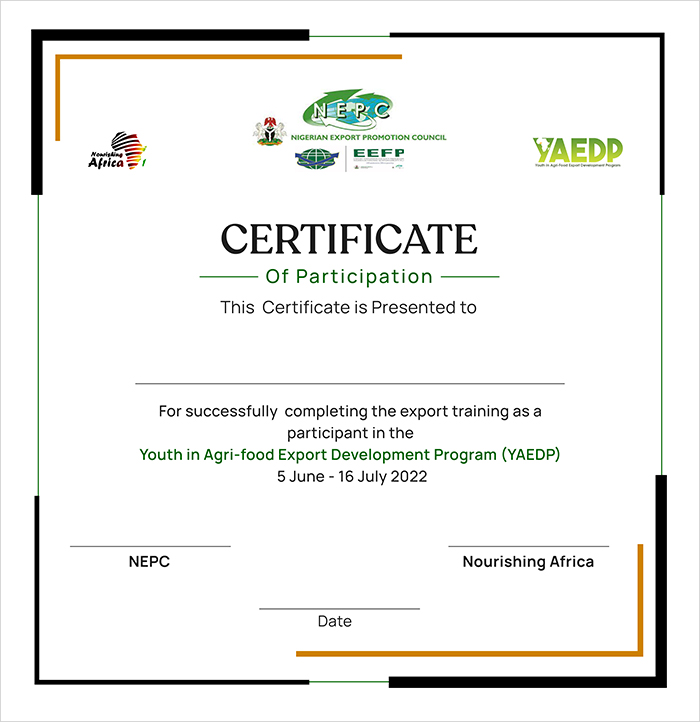 NEPC
NIGERIAN EXPORT PROMOTION COUNCIL
Nourishing
Africa
EEFP
YAEDP
Youth in Agri-Food Export Development Program
CERTIFICATE
Of Participation
This Certificate is Presented to
For successfully completing the export training as a
participant in the
Youth in Agri-food Export Development Program (YAEDP)
5 June - 16 July 2022
NEPC
Nourishing Africa
Date